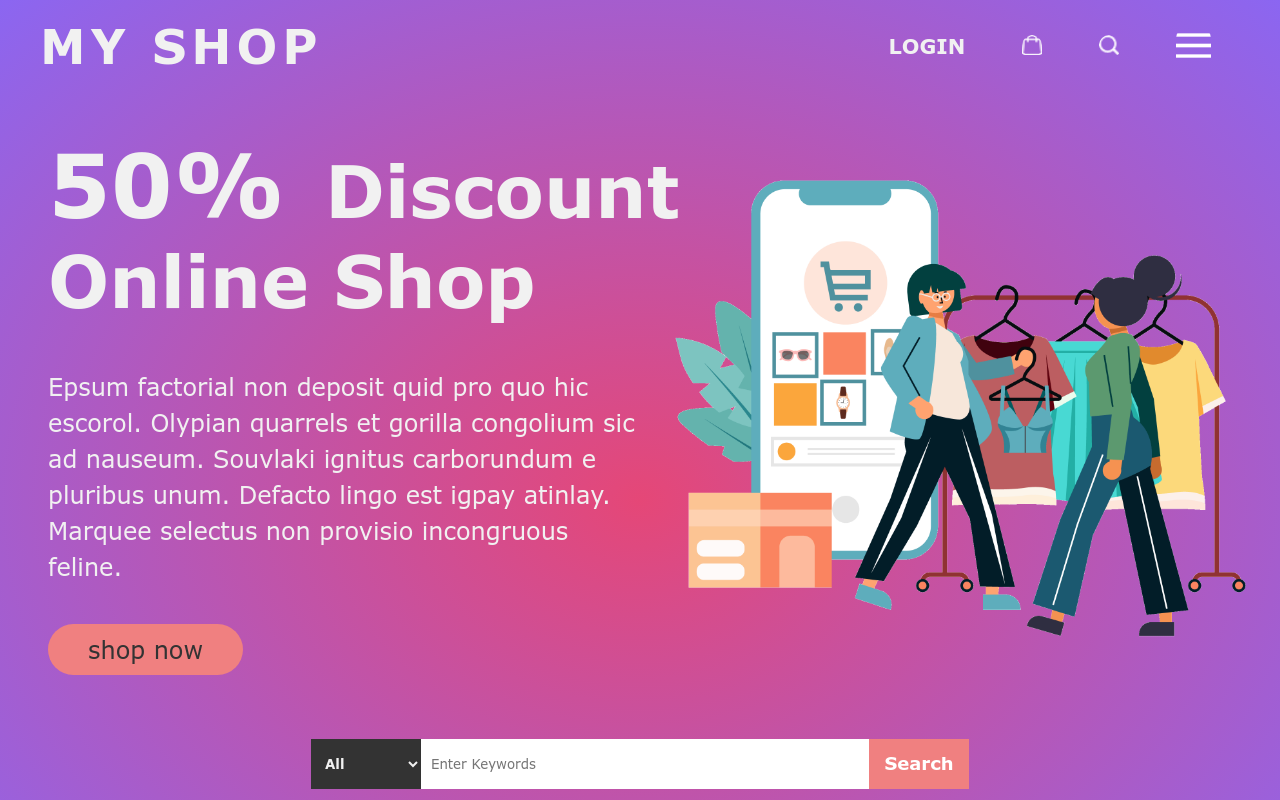 MY SHOP
LOGIN
50% Discount
Online Shop
Epsum factorial non deposit quid pro quo hic
escorol. Olypian quarrels et gorilla congolium sic
ad nauseum. Souvlaki ignitus carborundum e
pluribus unum. Defacto lingo est igpay atinlay.
Marquee selectus non provisio incongruous
feline.
shop now
All
Enter Keywords
Search